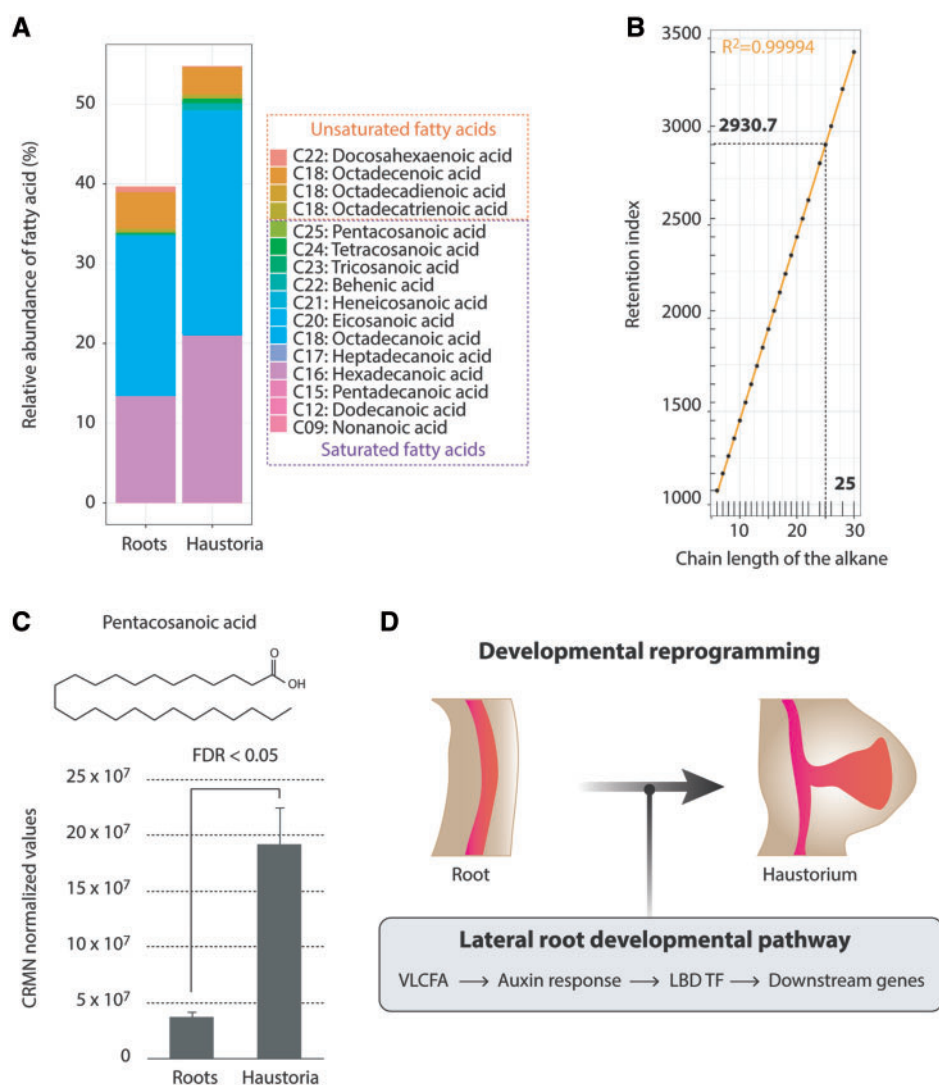 A
Relative abundance of fatty acid (%)
50
40
30
20
10
0
Roots
Haustoria
Unsaturated fatty acids
C22: Docosahexaenoic acid
C18: Octadecenoic acid
C18: Octadecadienoic acid
C18: Octadecatrienoic acid
C25: Pentacosanoic acid
C24: Tetracosanoic acid
C23: Tricosanoic acid
C22: Behenic acid
C21: Heneicosanoic acid
C20: Eicosanoic acid
C18: Octadecanoic acid
C17: Heptadecanoic acid
C16: Hexadecanoic acid
C15: Pentadecanoic acid
C12: Dodecanoic acid
C09: Nonanoic acid
Saturated fatty acids
B
R²=0.99994
Retention index
3500
3000
2930.7
2500
2000
1500
1000
25
10
20
30
Chain length of the alkane
C
Pentacosanoic acid
O
OH
FDR < 0.05
CRMN normalized values
25 x 10⁷
20 x 10⁷
15 x 10⁷
10 x 10⁷
5 x 10⁷
0
Roots
Haustoria
D
Developmental reprogramming
Root
Haustorium
Lateral root developmental pathway
VLCFA → Auxin response → LBD TF → Downstream genes